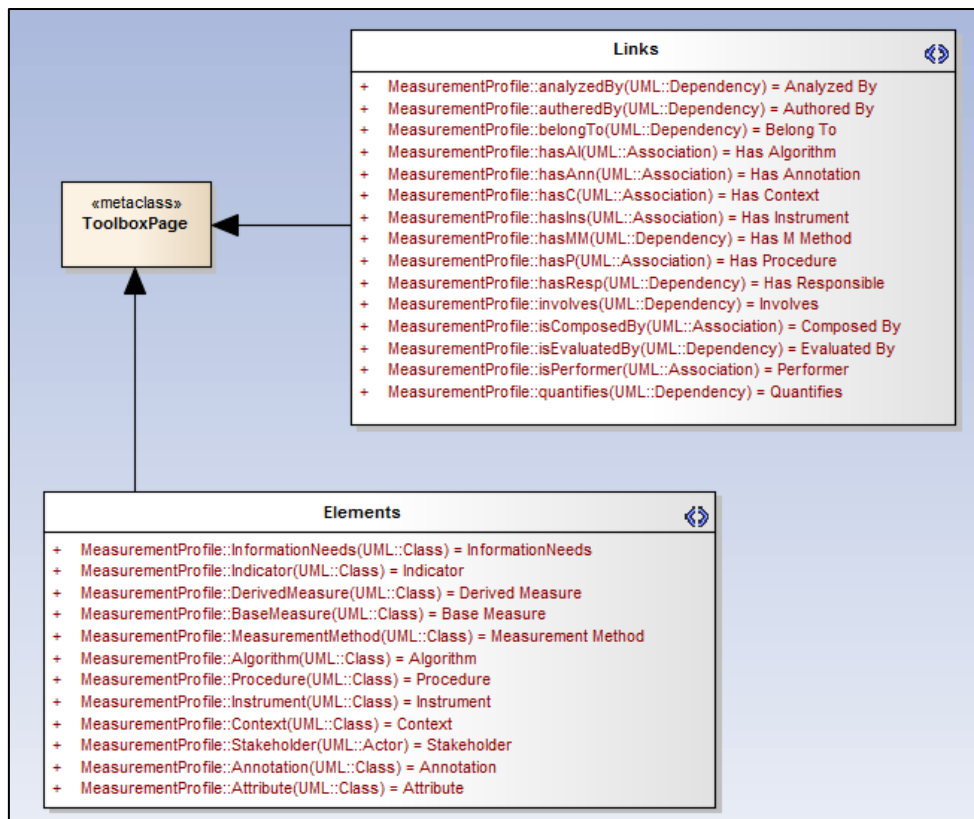 Links
+ MeasurementProfile::analyzedBy(UML::Dependency) = Analyzed By
+ MeasurementProfile::autheredBy(UML::Dependency) = Authored By
+ MeasurementProfile::belongTo(UML::Dependency) = Belong To
+ MeasurementProfile::hasAl(UML::Association) = Has Algorithm
+ MeasurementProfile::hasAnn(UML::Association) = Has Annotation
+ MeasurementProfile::hasC(UML::Association) = Has Context
+ MeasurementProfile::hasIns(UML::Association) = Has Instrument
+ MeasurementProfile::hasMM(UML::Dependency) = Has M Method
+ MeasurementProfile::hasP(UML::Association) = Has Procedure
+ MeasurementProfile::hasResp(UML::Dependency) = Has Responsible
+ MeasurementProfile::involves(UML::Dependency) = Involves
+ MeasurementProfile::isComposedBy(UML::Association) = Composed By
+ MeasurementProfile::isEvaluatedBy(UML::Dependency) = Evaluated By
+ MeasurementProfile::isPerformer(UML::Association) = Performer
+ MeasurementProfile::quantifies(UML::Dependency) = Quantifies
«metaclass»
ToolboxPage
Elements
+ MeasurementProfile::InformationNeeds(UML::Class) = InformationNeeds
+ MeasurementProfile::Indicator(UML::Class) = Indicator
+ MeasurementProfile::DerivedMeasure(UML::Class) = Derived Measure
+ MeasurementProfile::BaseMeasure(UML::Class) = Base Measure
+ MeasurementProfile::MeasurementMethod(UML::Class) = Measurement Method
+ MeasurementProfile::Algorithm(UML::Class) = Algorithm
+ MeasurementProfile::Procedure(UML::Class) = Procedure
+ MeasurementProfile::Instrument(UML::Class) = Instrument
+ MeasurementProfile::Context(UML::Class) = Context
+ MeasurementProfile::Stakeholder(UML::Actor) = Stakeholder
+ MeasurementProfile::Annotation(UML::Class) = Annotation
+ MeasurementProfile::Attribute(UML::Class) = Attribute